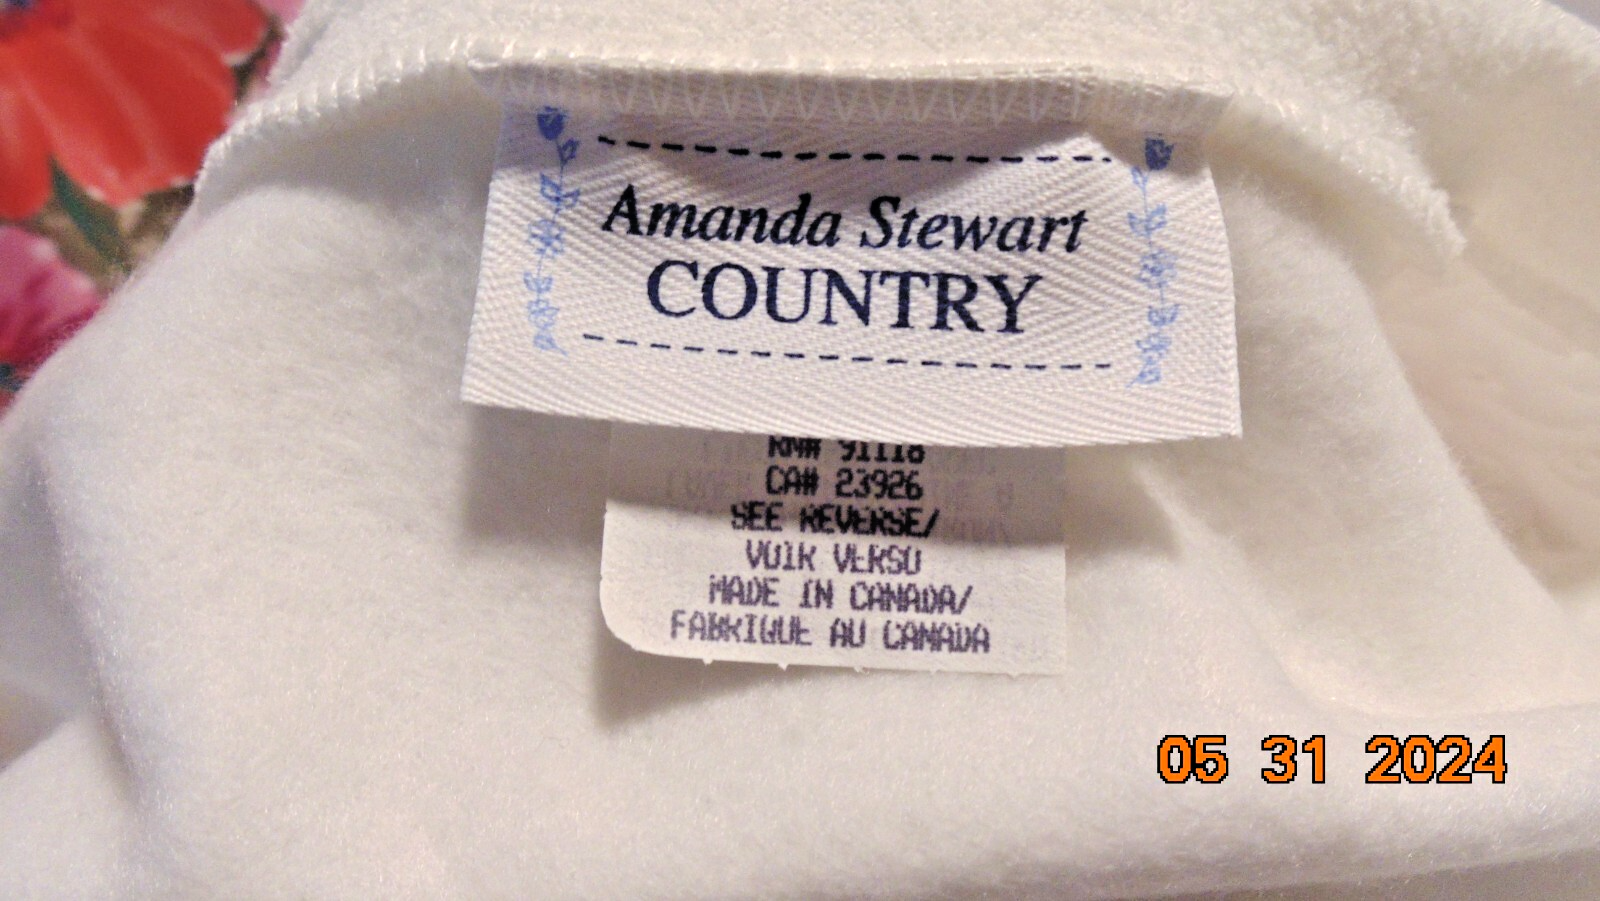 Amanda Stewart
COUNTRY
RN# 91118
CA# 23926
SEE REVERSE/
VOIR VERSO
MADE IN CANADA/
FABRIQUE AU CANADA
05 31 2024